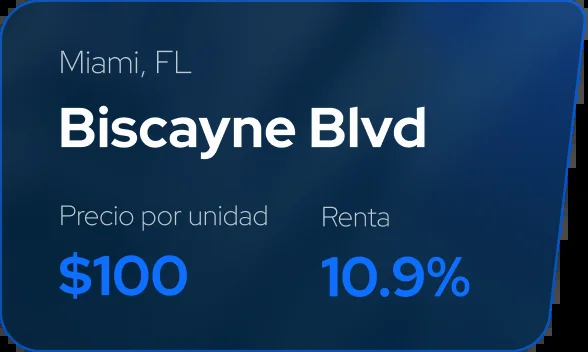 Miami, FL
Biscayne Blvd
Precio por unidad
Renta
$100
10.9%